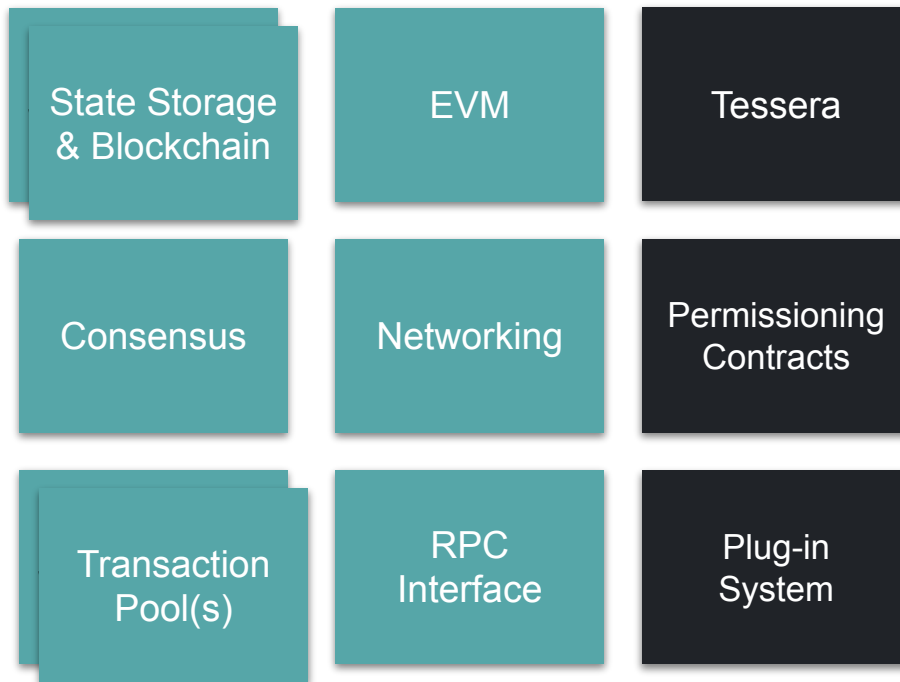 State Storage
& Blockchain
EVM
Tessera
Consensus
Networking
Permissioning
Contracts
Transaction
Pool(s)
RPC
Interface
Plug-in
System